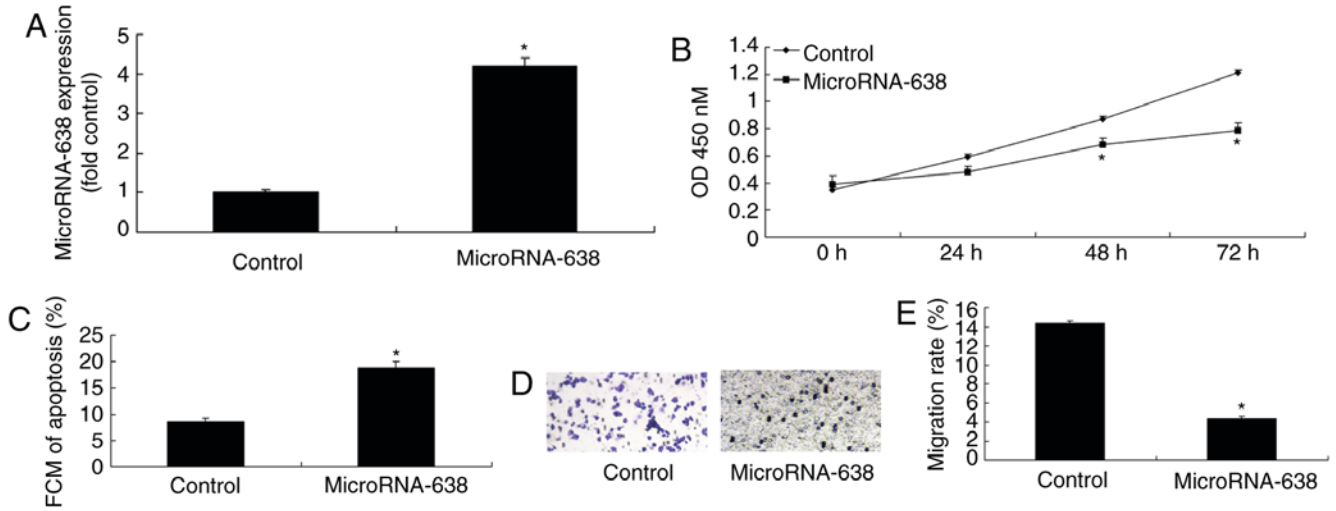 A
MicroRNA-638 expression
(fold control)
5
4
3
2
1
0
*
Control
MicroRNA-638
B
OD 450 nM
1.4
1.2
1
0.8
0.6
0.4
0.2
0
Control
MicroRNA-638
*
*
0 h
24 h
48 h
72 h
C
FCM of apoptosis (%)
25
20
15
10
5
0
*
Control
MicroRNA-638
D
Control
MicroRNA-638
E
Migration rate (%)
16
14
12
10
8
6
4
2
0
*
Control
MicroRNA-638